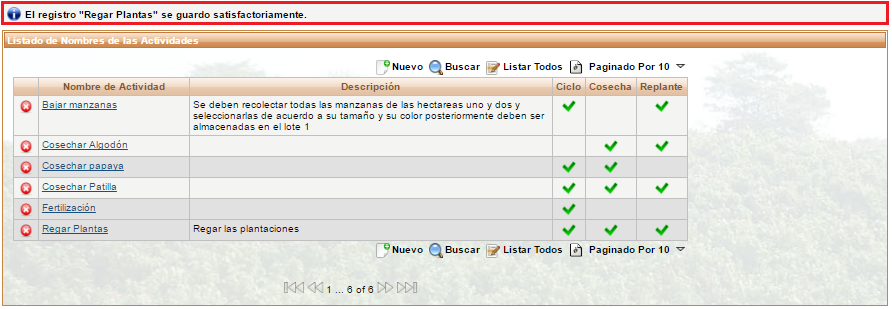 El registro "Regar Plantas" se guardo satisfactoriamente.
Listado de Nombres de las Actividades
Nuevo Buscar Listar Todos Paginado Por 10
Nombre de Actividad Descripción Ciclo Cosecha Replante
Bajar manzanas Se deben recolectar todas las manzanas de las hectareas uno y dos y
seleccionarlas de acuerdo a su tamaño y su color posteriormente deben ser
almacenadas en el lote 1
Cosechar Algodón
Cosechar papaya
Cosechar Patilla
Fertilización
Regar Plantas Regar las plantaciones
Nuevo Buscar Listar Todos Paginado Por 10
1 ... 6 of 6